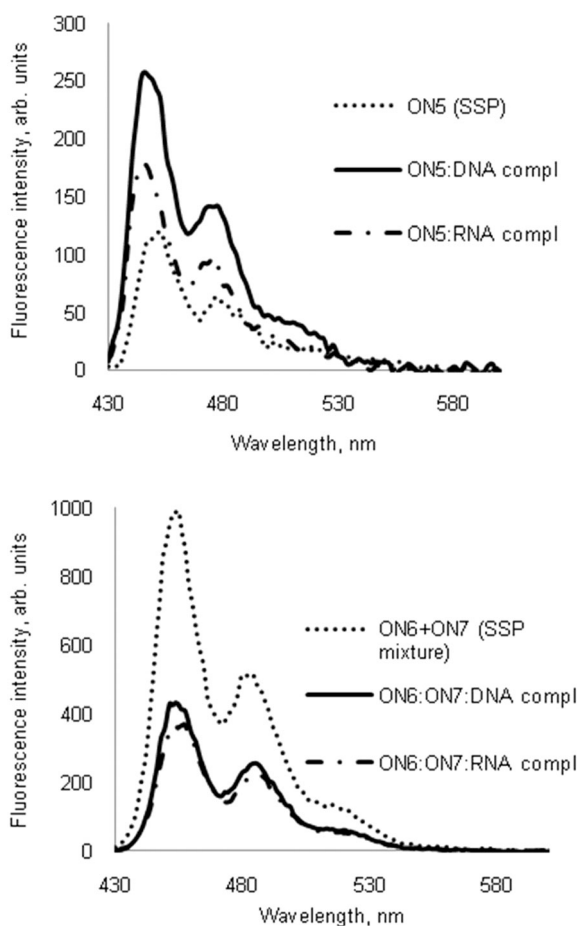 300
250
200
150
100
50
0
Fluorescence intensity, arb. units
ON5 (SSP)
ON5:DNA compl
ON5:RNA compl
430 480 530 580
Wavelength, nm
1000
800
600
400
200
0
Fluorescence intensity, arb. units
ON6+ON7 (SSP
mixture)
ON6:ON7:DNA compl
ON6:ON7:RNA compl
430 480 530 580
Wavelength, nm